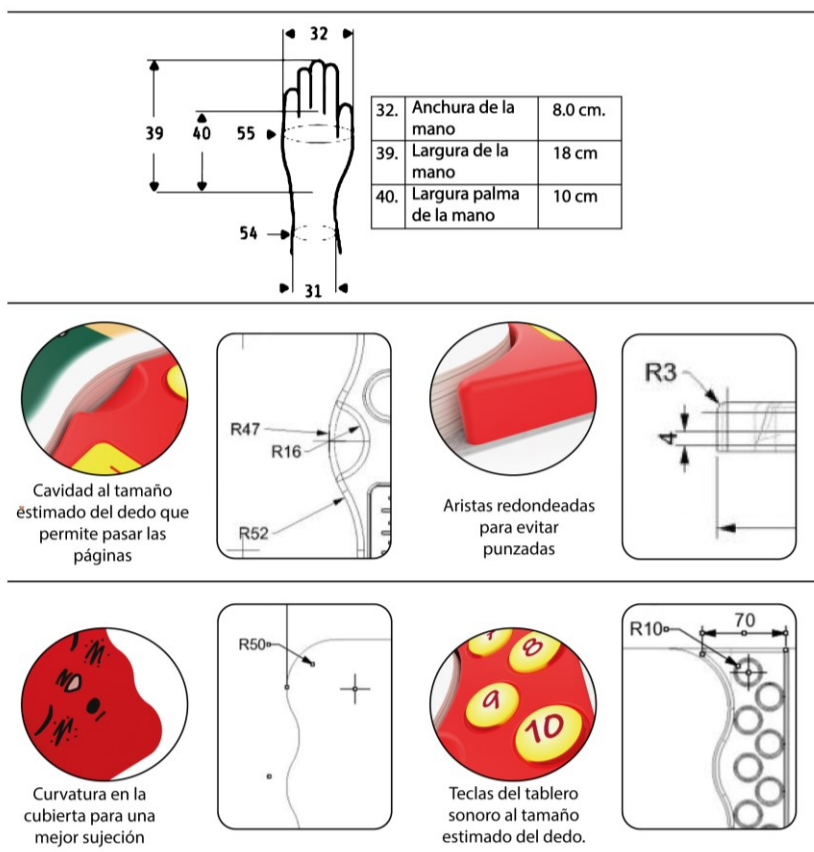 32
39
40
55
54
31
32. Anchura de la
mano
8.0 cm.
39. Largura de la
mano
18 cm
40. Largura palma
de la mano
10 cm
R47
R16
R52
Cavidad al tamaño
estimado del dedo que
permite pasar las
páginas
R3
4
Aristas redondeadas
para evitar
punzadas
R50
Curvatura en la
cubierta para una
mejor sujeción
8
9
10
R10
70
Teclas del tablero
sonoro al tamaño
estimado del dedo.